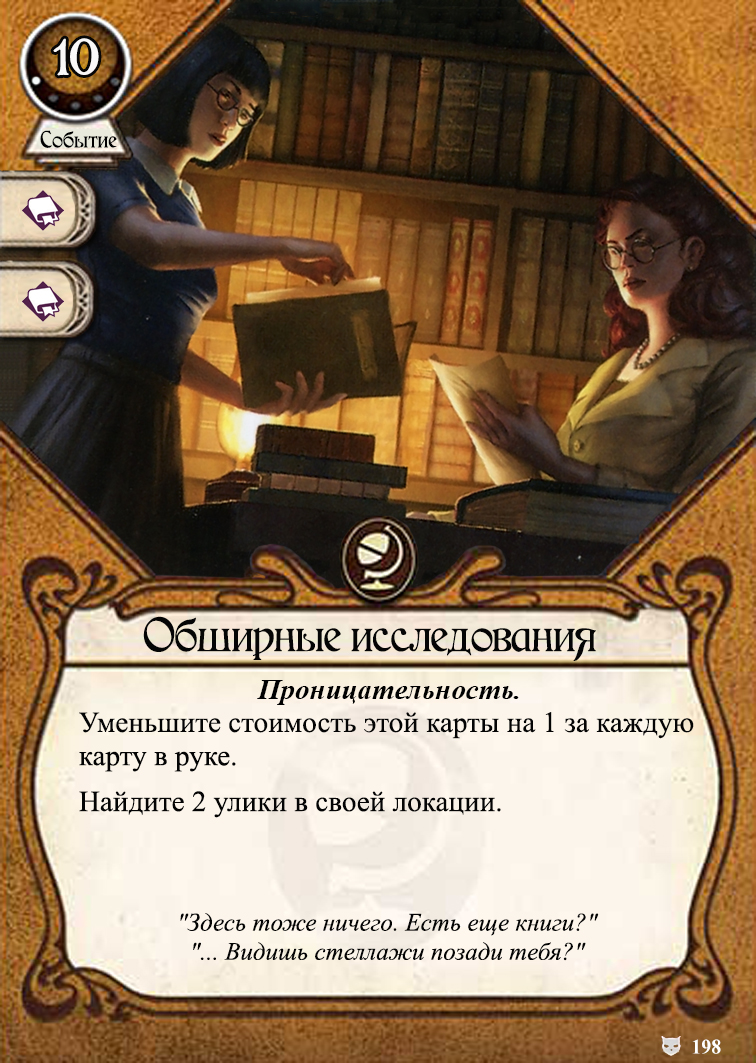 10
Событие
Обширные исследования
Проницательность.
Уменьшите стоимость этой карты на 1 за каждую
карту в руке.
Найдите 2 улики в своей локации.
"Здесь тоже ничего. Есть еще книги?"
"... Видишь стеллажи позади тебя?"
198